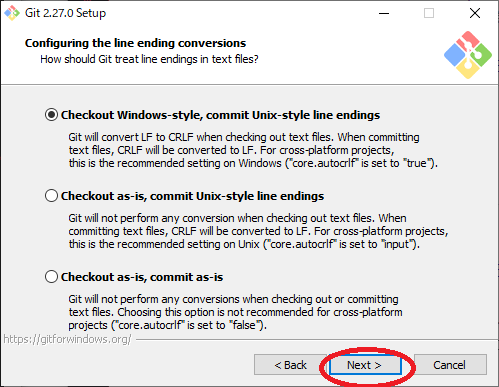 Git 2.27.0 Setup
Configuring the line ending conversions
How should Git treat line endings in text files?
Checkout Windows-style, commit Unix-style line endings
Git will convert LF to CRLF when checking out text files. When committing
text files, CRLF will be converted to LF. For cross-platform projects,
this is the recommended setting on Windows ("core.autocrlf" is set to "true").
Checkout as-is, commit Unix-style line endings
Git will not perform any conversion when checking out text files. When
committing text files, CRLF will be converted to LF. For cross-platform projects,
this is the recommended setting on Unix ("core.autocrlf" is set to "input").
Checkout as-is, commit as-is
Git will not perform any conversions when checking out or committing
text files. Choosing this option is not recommended for cross-platform
projects ("core.autocrlf" is set to "false").
https://gitforwindows.org/
< Back
Next >
Cancel